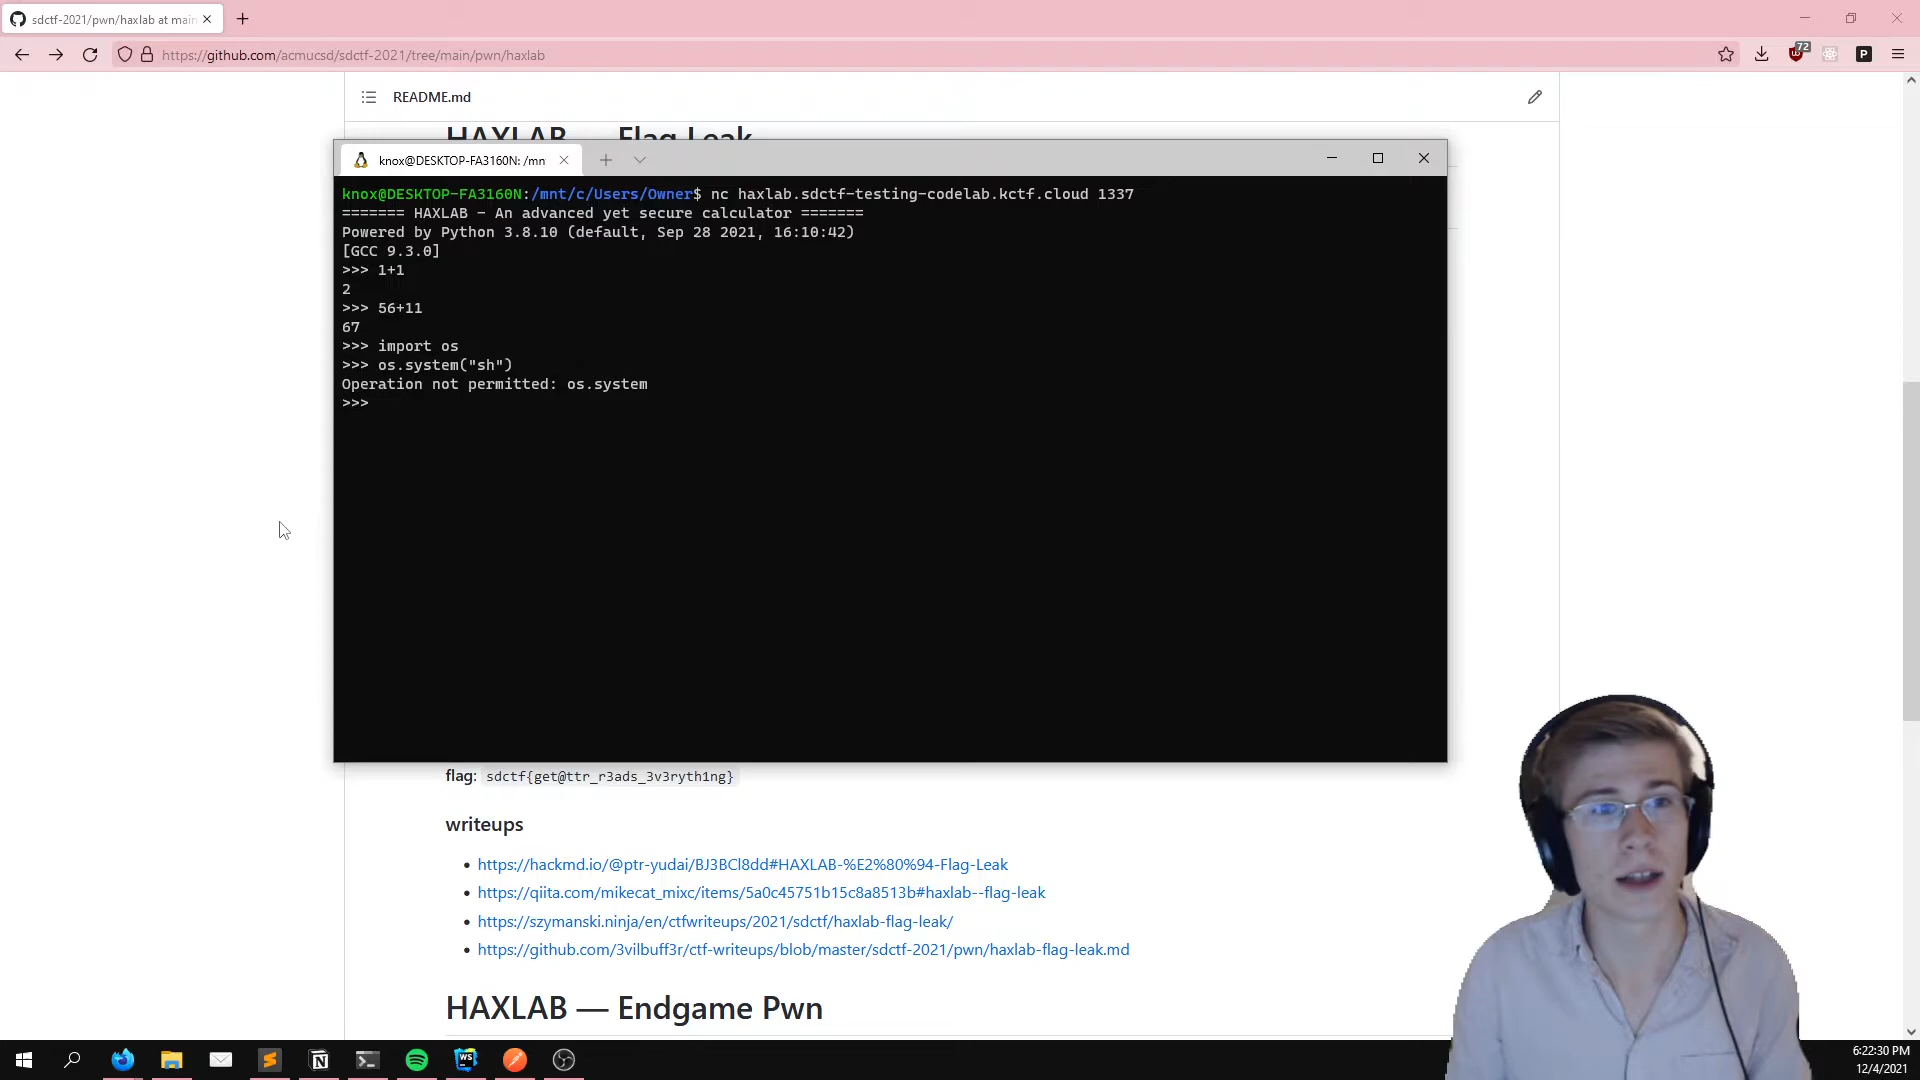 sdctf-2021/pwn/haxlab at main
https://github.com/acmucsd/sdctf-2021/tree/main/pwn/haxlab
72
P
README.md
HAXLAB — Flag Leak
knox@DESKTOP-FA3160N: /mn
knox@DESKTOP-FA3160N:/mnt/c/Users/Owner$ nc haxlab.sdctf-testing-codelab.kctf.cloud 1337
======= HAXLAB - An advanced yet secure calculator =======
Powered by Python 3.8.10 (default, Sep 28 2021, 16:10:42)
[GCC 9.3.0]
>>> 1+1
2
>>> 56+11
67
>>> import os
>>> os.system("sh")
Operation not permitted: os.system
>>>
flag: sdctf{get@ttr_r3ads_3v3ryth1ng}
writeups
https://hackmd.io/@ptr-yudai/BJ3BCl8dd#HAXLAB-%E2%80%94-Flag-Leak
https://qiita.com/mikecat_mixc/items/5a0c45751b15c8a8513b#haxlab--flag-leak
https://szymanski.ninja/en/ctfwriteups/2021/sdctf/haxlab-flag-leak/
https://github.com/3vilbuff3r/ctf-writeups/blob/master/sdctf-2021/pwn/haxlab-flag-leak.md
HAXLAB — Endgame Pwn
WS
6:22:30 PM
12/4/2021